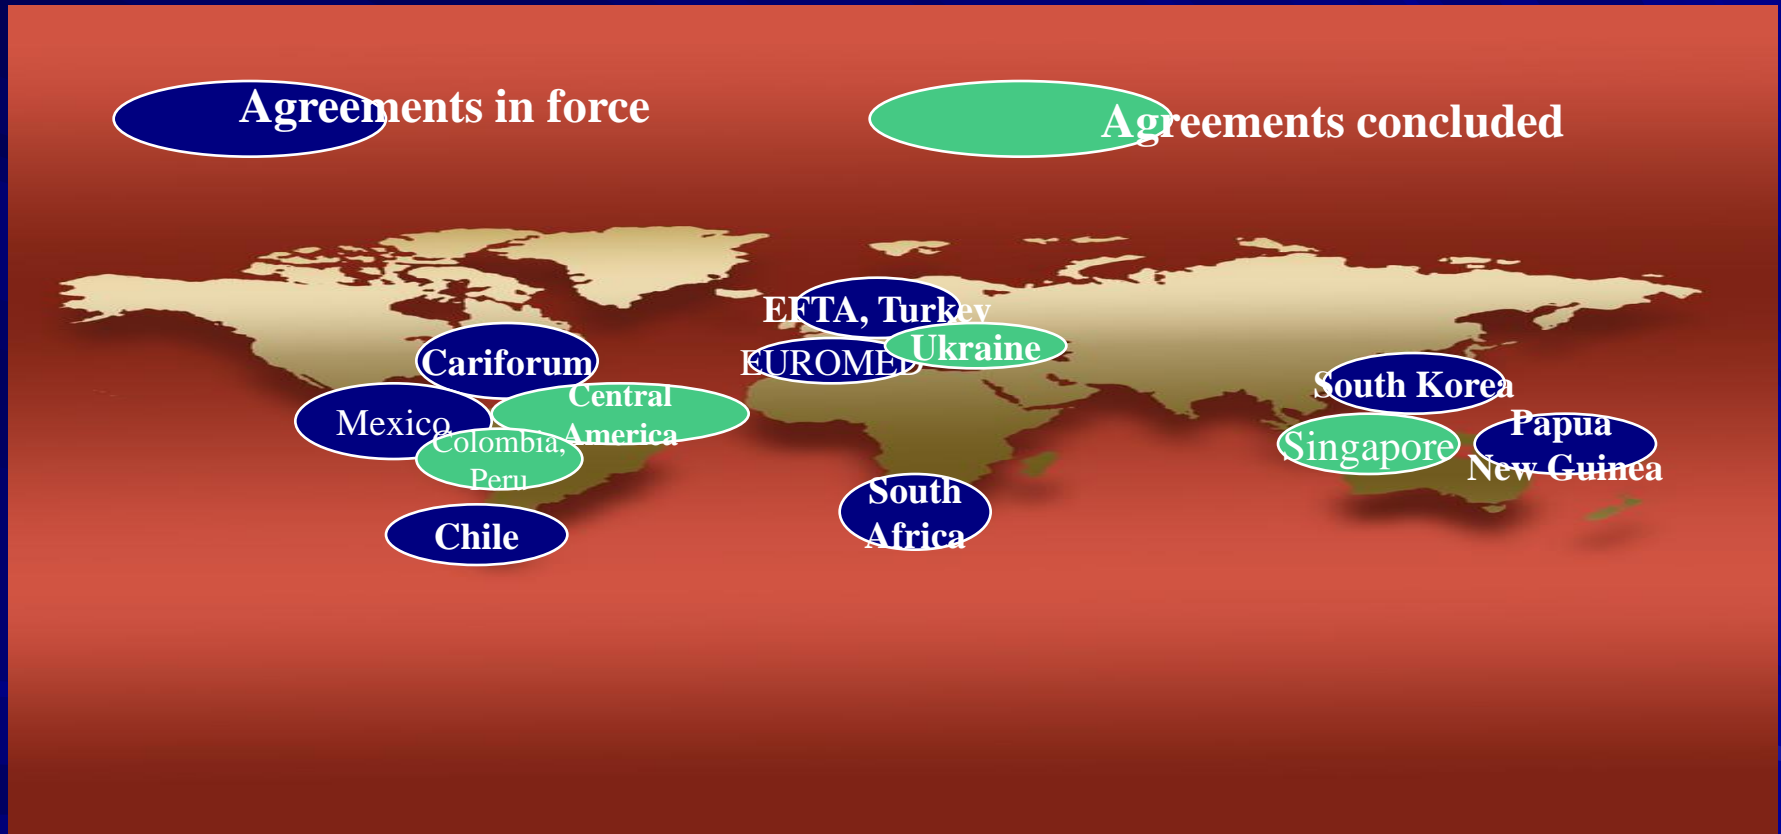 Agreements in force
Agreements concluded
EFTA, Turkey
Ukraine
EUROMED
Cariforum
Central
America
Mexico
Colombia,
Peru
Chile
South
Africa
South Korea
Singapore
Papua
New Guinea